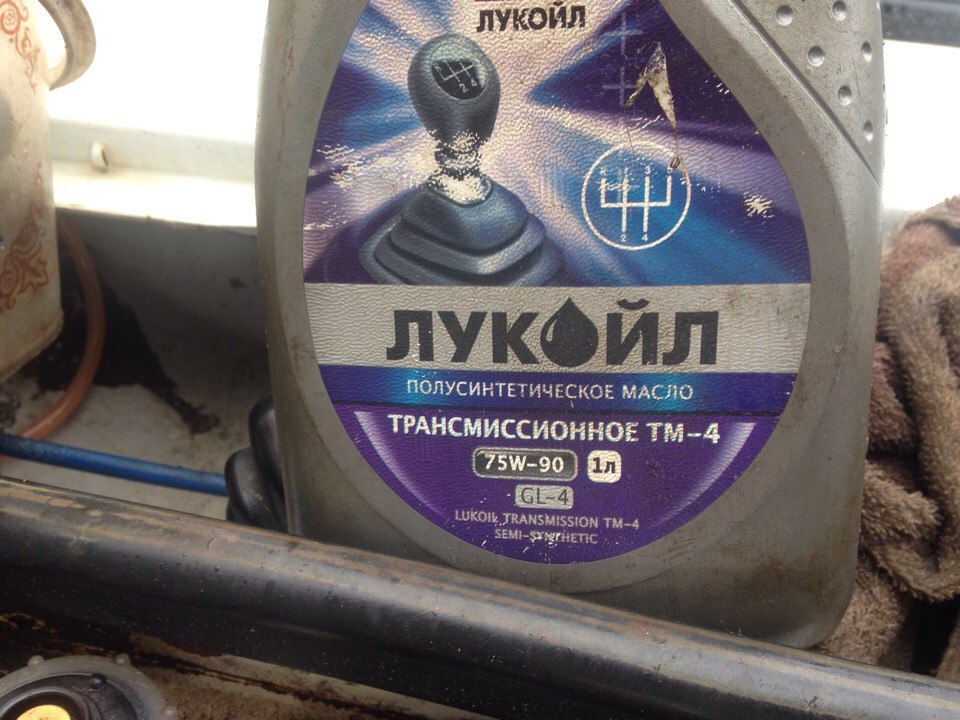 ЛУКОЙЛ
ЛУКОЙЛ
ПОЛУСИНТЕТИЧЕСКОЕ МАСЛО
ТРАНСМИССИОННОЕ ТМ-4
75W-90 1л
GL-4
LUKOIL TRANSMISSION TM-4
SEMI-SYNTHETIC